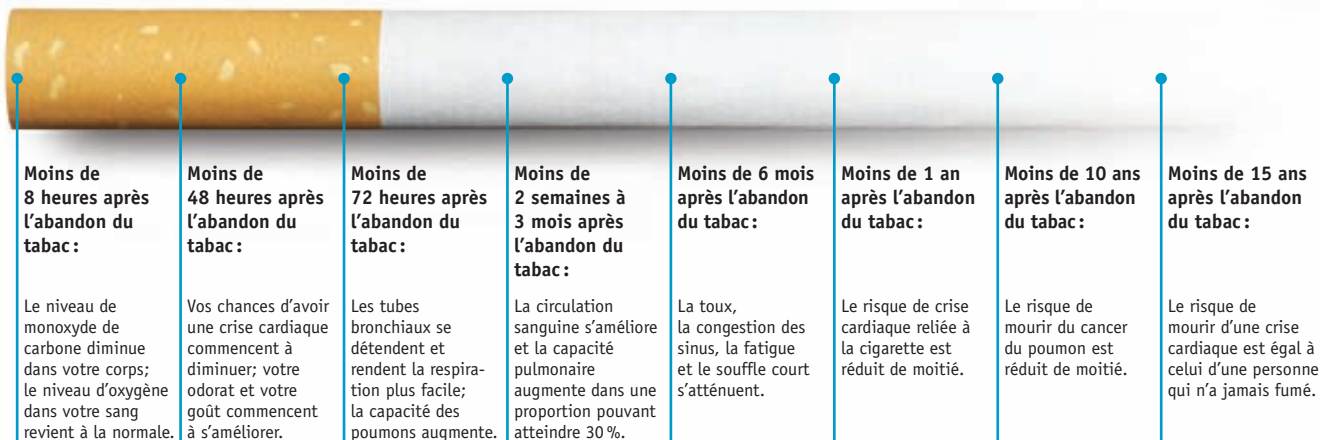 Moins de
8 heures après
l'abandon du
tabac :
Le niveau de
monoxyde de
carbone diminue
dans votre corps;
le niveau d'oxygène
dans votre sang
revient à la normale.
Moins de
48 heures après
l'abandon du
tabac :
Vos chances d'avoir
une crise cardiaque
commencent à
diminuer; votre
odorat et votre
goût commencent
à s'améliorer.
Moins de
72 heures après
l'abandon du
tabac :
Les tubes
bronchiaux se
détendent et
rendent la respira-
tion plus facile;
la capacité des
poumons augmente.
Moins de
2 semaines à
3 mois après
l'abandon du
tabac :
La circulation
sanguine s'améliore
et la capacité
pulmonaire
augmente dans une
proportion pouvant
atteindre 30 %.
Moins de 6 mois
après l'abandon
du tabac :
La toux,
la congestion des
sinus, la fatigue
et le souffle court
s'atténuent.
Moins de 1 an
après l'abandon
du tabac :
Le risque de crise
cardiaque reliée à
la cigarette est
réduit de moitié.
Moins de 10 ans
après l'abandon
du tabac :
Le risque de
mourir du cancer
du poumon est
réduit de moitié.
Moins de 15 ans
après l'abandon
du tabac :
Le risque de
mourir d'une crise
cardiaque est égal à
celui d'une personne
qui n'a jamais fumé.